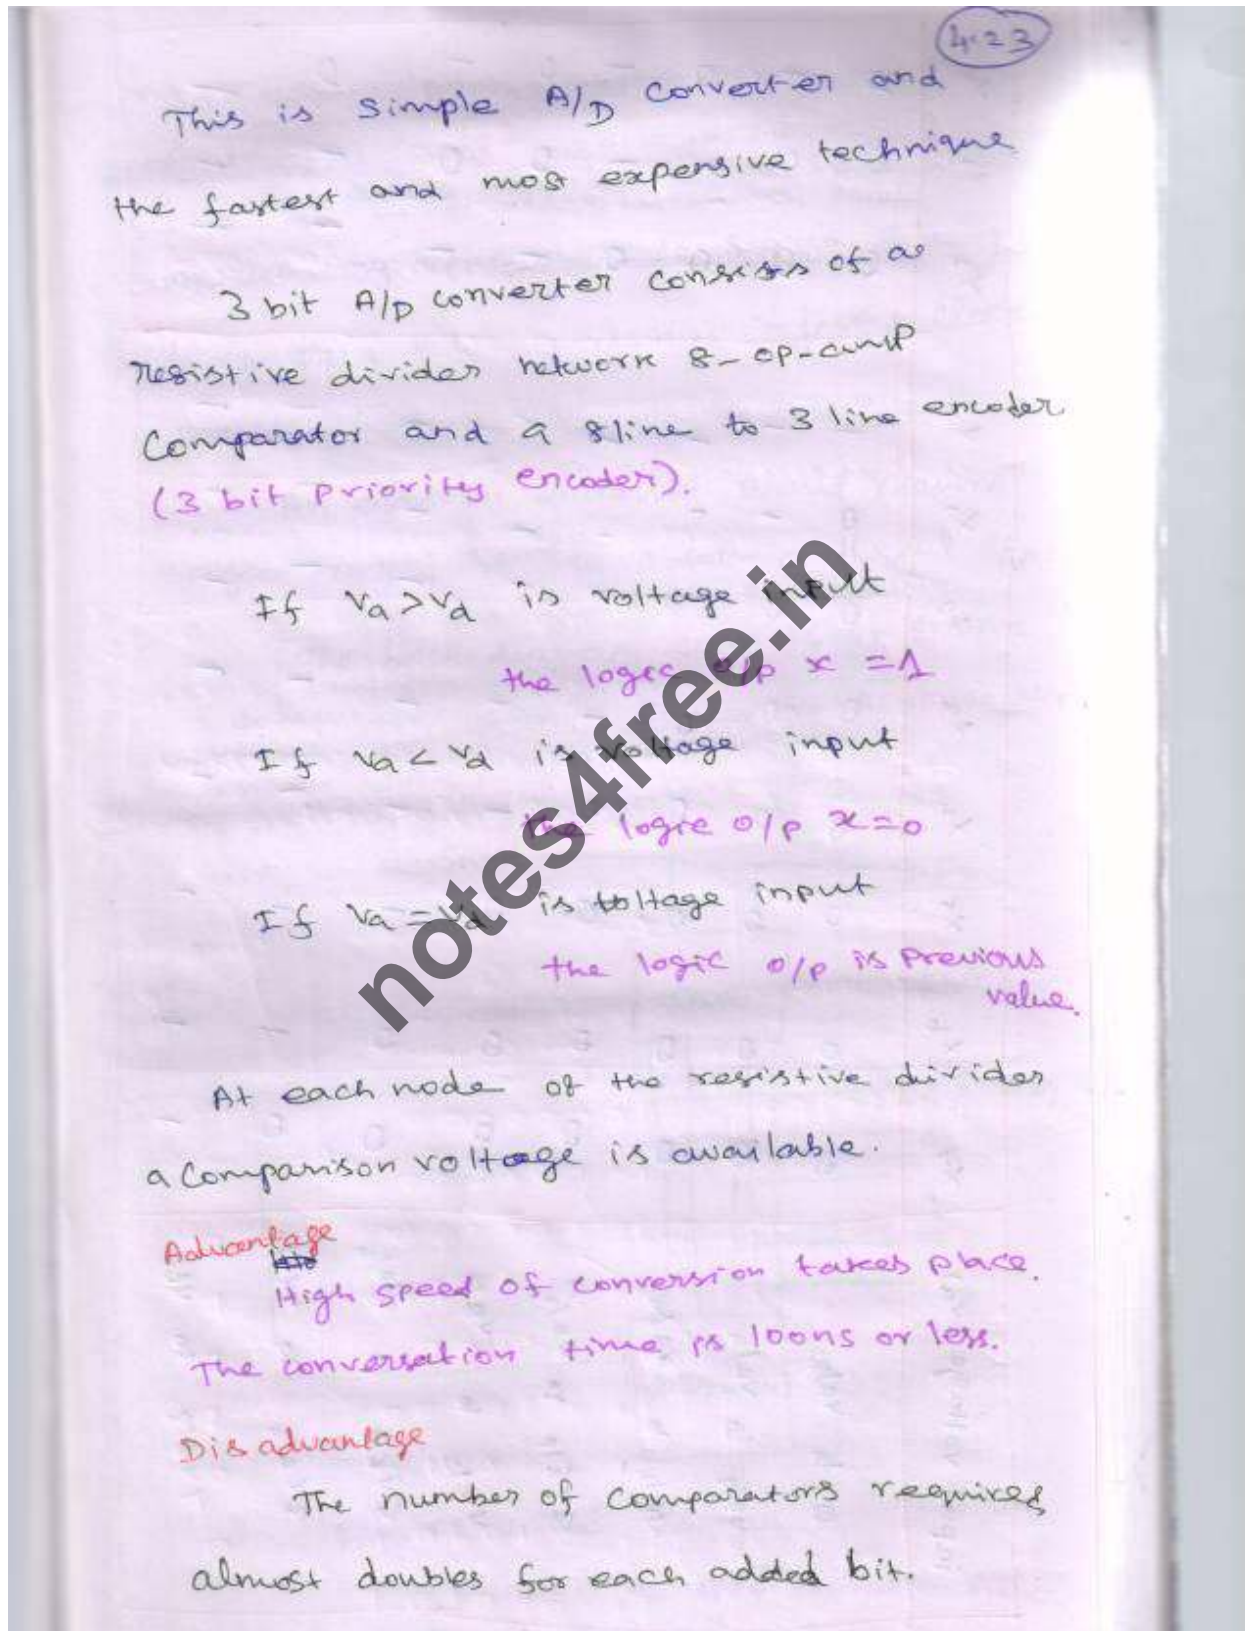 4.23
This is Simple A/D Converter and
the fastest and most expensive technique
3 bit A/D converter Consists of a
resistive divider network 8-op-amp
Comparator and a 8 line to 3 line encoder
(3 bit Priority encoder).
If Va > Vd is voltage input
the logic o/p x = 1
If Va < Vd is voltage input
the logic o/p x = 0
If Va = Vd is voltage input
the logic o/p is Previous
value.
At each node of the resistive divider
a Comparison voltage is available.
Advantage
High speed of conversion takes place.
The conversation time is 100ns or less.
Disadvantage
The number of comparators required
almost doubles for each added bit.
notes4free.in